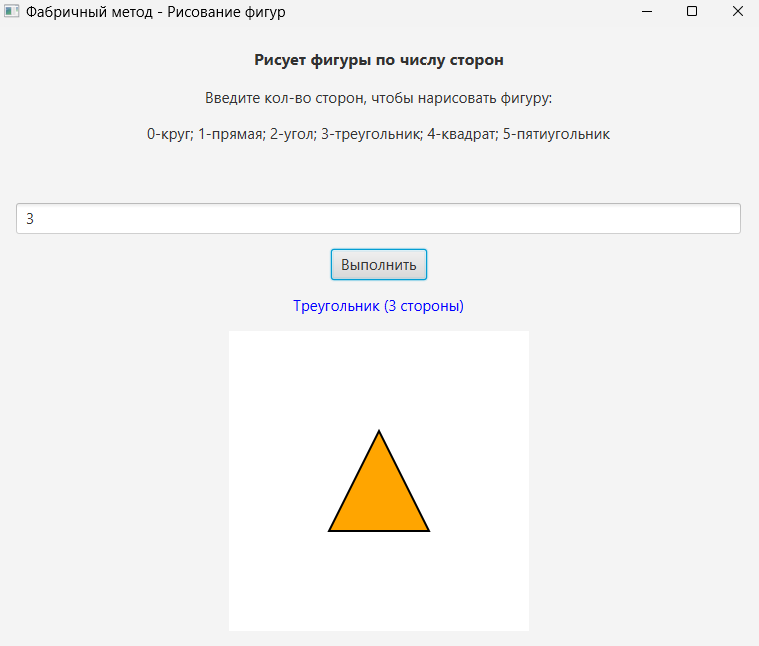 Фабричный метод - Рисование фигур
Рисует фигуры по числу сторон
Введите кол-во сторон, чтобы нарисовать фигуру:
0-круг; 1-прямая; 2-угол; 3-треугольник; 4-квадрат; 5-пятиугольник
3
Выполнить
Треугольник (3 стороны)